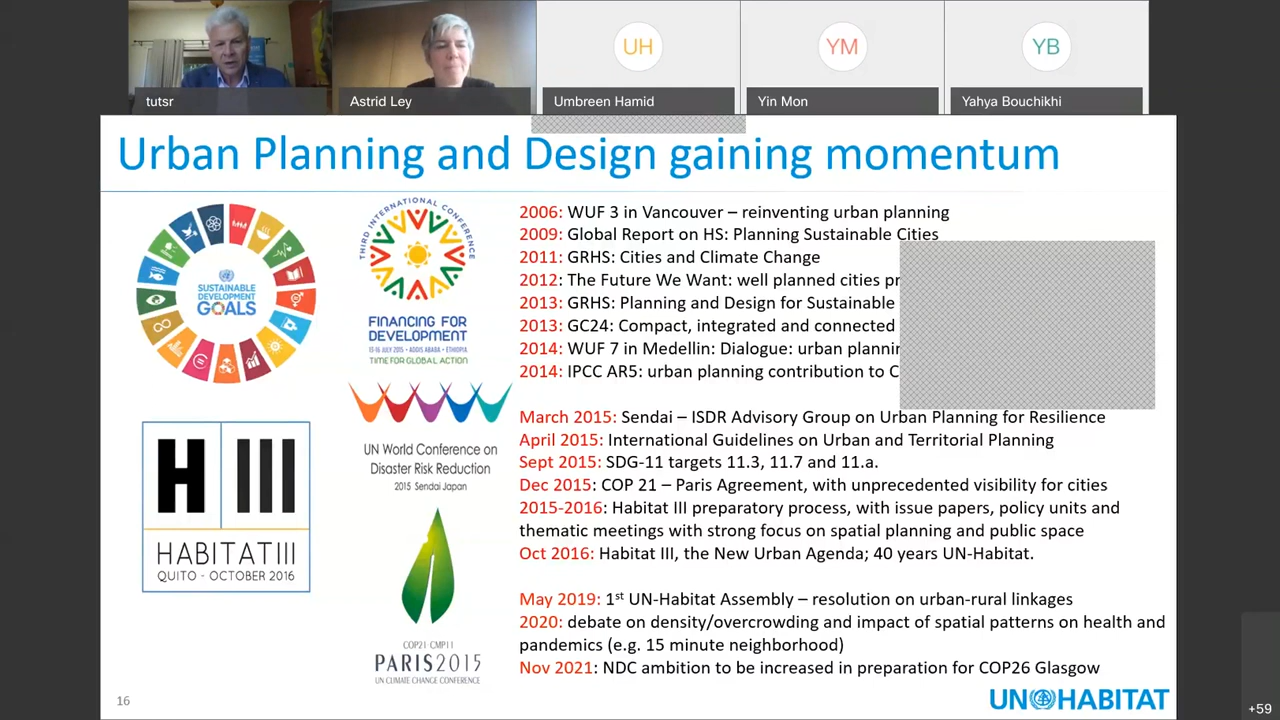 UH
YM
YB
tutsr
Astrid Ley
Umbreen Hamid
Yin Mon
Yahya Bouchikhi
Urban Planning and Design gaining momentum
SUSTAINABLE
DEVELOPMENT
GOALS
THIRD INTERNATIONAL CONFERENCE
FINANCING FOR
DEVELOPMENT
13-16 JULY 2015 • ADDIS ABABA • ETHIOPIA
TIME FOR GLOBAL ACTION
UN World Conference on
Disaster Risk Reduction
2015 Sendai Japan
H III
HABITAT III
QUITO - OCTOBER 2016
COP21·CMP11
PARIS2015
UN CLIMATE CHANGE CONFERENCE
2006: WUF 3 in Vancouver – reinventing urban planning
2009: Global Report on HS: Planning Sustainable Cities
2011: GRHS: Cities and Climate Change
2012: The Future We Want: well planned cities
2013: GRHS: Planning and Design for Sustainable
2013: GC24: Compact, integrated and connected
2014: WUF 7 in Medellin: Dialogue: urban
2014: IPCC AR5: urban planning contribution to
March 2015: Sendai – ISDR Advisory Group on Urban Planning for Resilience
April 2015: International Guidelines on Urban and Territorial Planning
Sept 2015: SDG-11 targets 11.3, 11.7 and 11.a.
Dec 2015: COP 21 – Paris Agreement, with unprecedented visibility for cities
2015-2016: Habitat III preparatory process, with issue papers, policy units and
thematic meetings with strong focus on spatial planning and public space
Oct 2016: Habitat III, the New Urban Agenda; 40 years UN-Habitat.
May 2019: 1st UN-Habitat Assembly – resolution on urban-rural linkages
2020: debate on density/overcrowding and impact of spatial patterns on health and
pandemics (e.g. 15 minute neighborhood)
Nov 2021: NDC ambition to be increased in preparation for COP26 Glasgow
16
UN HABITAT
+59